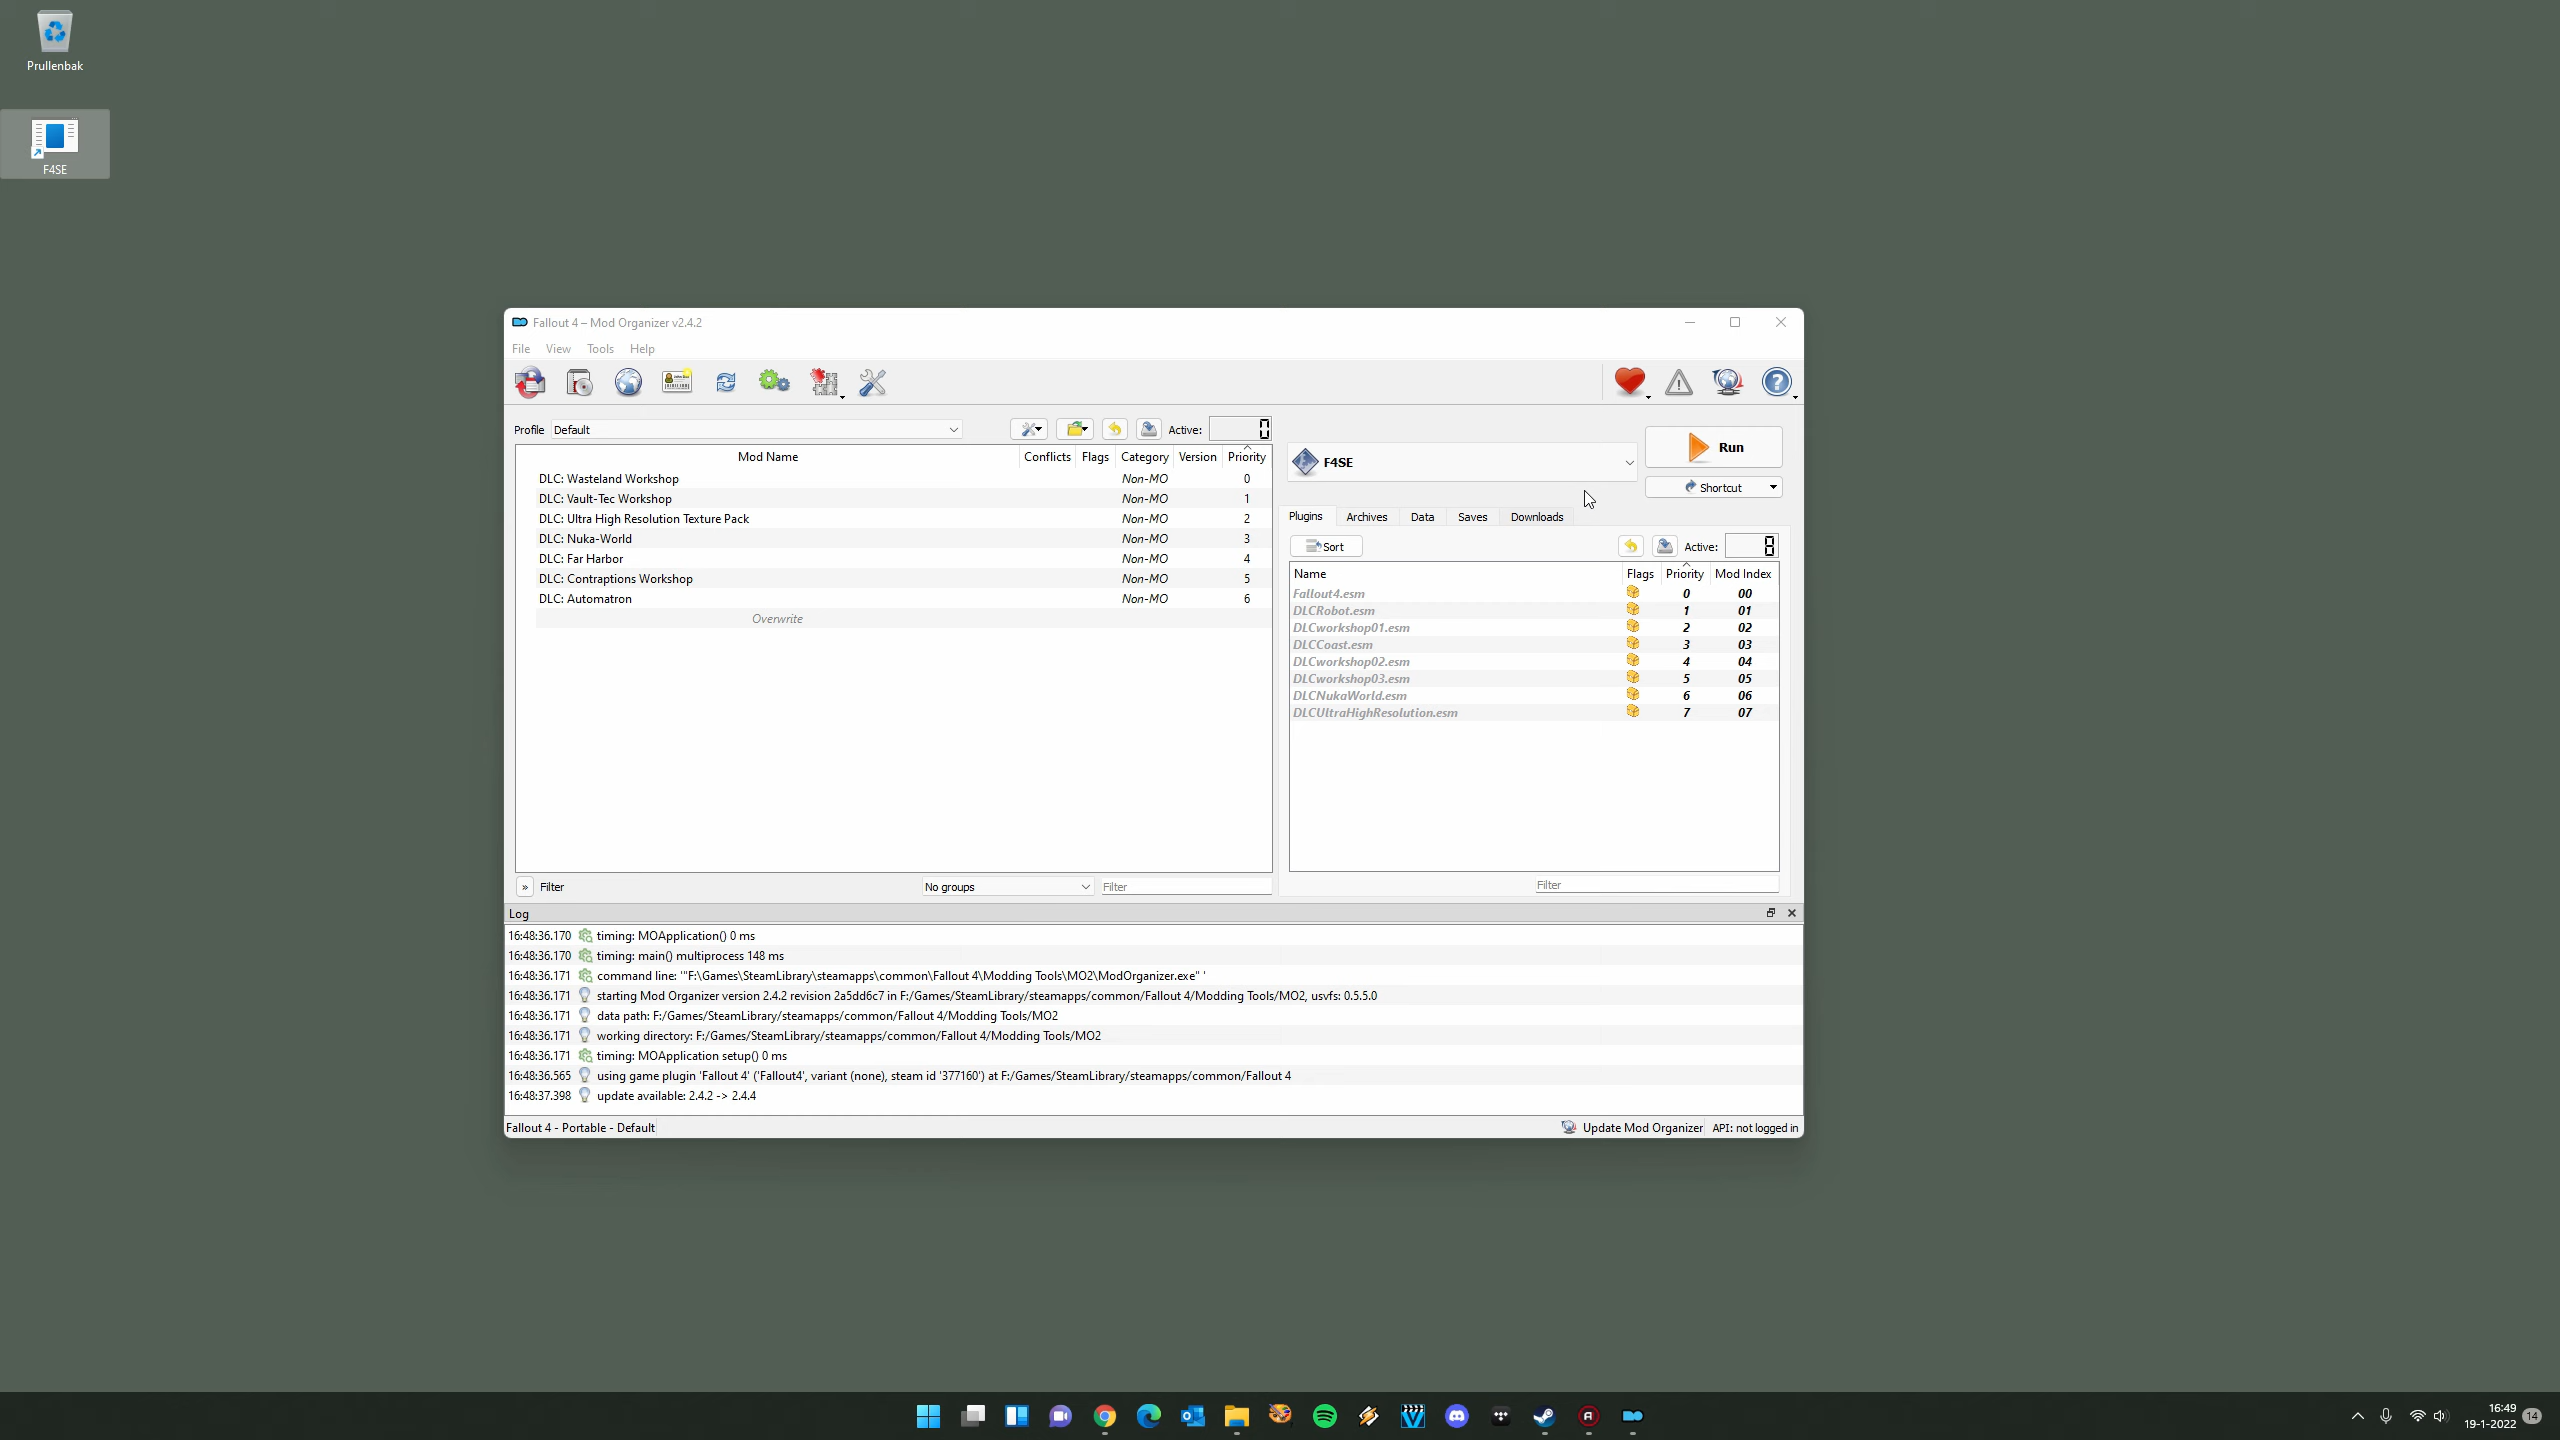 Prullenbak
F4SE
Fallout 4 – Mod Organizer v2.4.2
File View Tools Help
Profile Default Active: 0
Mod Name Conflicts Flags Category Version Priority
DLC: Wasteland Workshop Non-MO 0
DLC: Vault-Tec Workshop Non-MO 1
DLC: Ultra High Resolution Texture Pack Non-MO 2
DLC: Nuka-World Non-MO 3
DLC: Far Harbor Non-MO 4
DLC: Contraptions Workshop Non-MO 5
DLC: Automatron Non-MO 6
Overwrite
» Filter No groups Filter
F4SE
Run
Shortcut
Plugins Archives Data Saves Downloads
Sort Active: 8
Name Flags Priority Mod Index
Fallout4.esm 0 00
DLCRobot.esm 1 01
DLCworkshop01.esm 2 02
DLCCoast.esm 3 03
DLCworkshop02.esm 4 04
DLCworkshop03.esm 5 05
DLCNukaWorld.esm 6 06
DLCUltraHighResolution.esm 7 07
Filter
Log
16:48:36.170 timing: MOApplication() 0 ms
16:48:36.170 timing: main() multiprocess 148 ms
16:48:36.171 command line: '"F:\Games\SteamLibrary\steamapps\common\Fallout 4\Modding Tools\MO2\ModOrganizer.exe" '
16:48:36.171 starting Mod Organizer version 2.4.2 revision 2a5dd6c7 in F:/Games/SteamLibrary/steamapps/common/Fallout 4/Modding Tools/MO2, usvfs: 0.5.5.0
16:48:36.171 data path: F:/Games/SteamLibrary/steamapps/common/Fallout 4/Modding Tools/MO2
16:48:36.171 working directory: F:/Games/SteamLibrary/steamapps/common/Fallout 4/Modding Tools/MO2
16:48:36.171 timing: MOApplication setup() 0 ms
16:48:36.565 using game plugin 'Fallout 4' ('Fallout4', variant (none), steam id '377160') at F:/Games/SteamLibrary/steamapps/common/Fallout 4
16:48:37.398 update available: 2.4.2 -> 2.4.4
Fallout 4 - Portable - Default Update Mod Organizer API: not logged in
16:49
19-1-2022 14